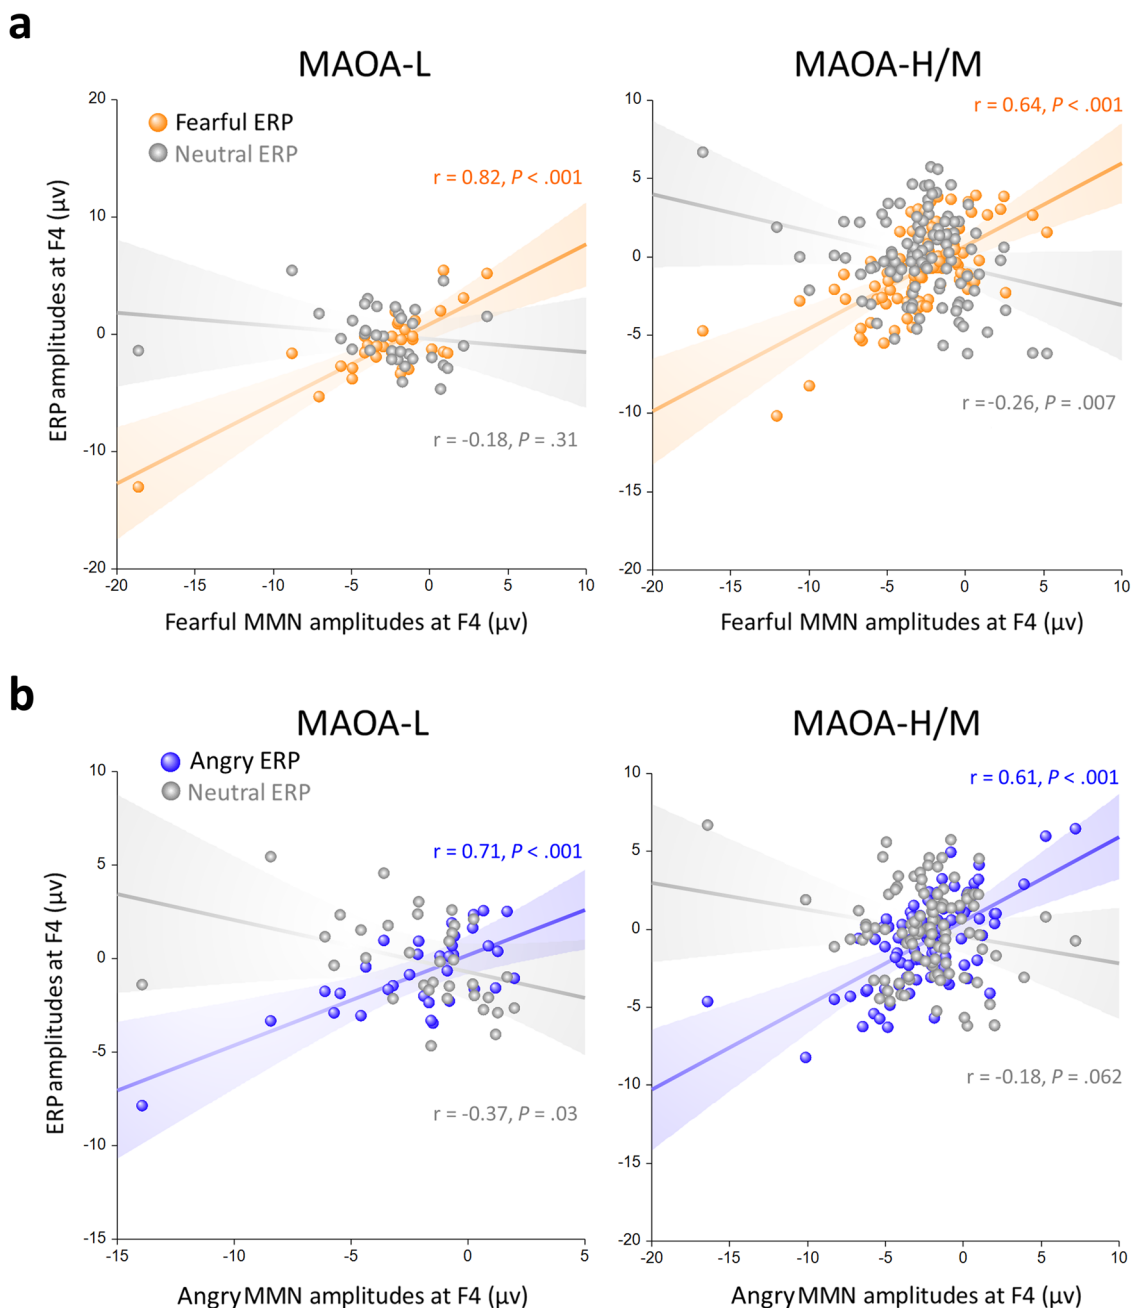 a
MAOA-L
MAOA-H/M
Fearful ERP
Neutral ERP
r = 0.82, P < .001
r = 0.64, P < .001
r = -0.18, P = .31
r = -0.26, P = .007
20
10
0
-10
-20
-20
-15
-10
-5
0
5
10
ERP amplitudes at F4 (μv)
Fearful MMN amplitudes at F4 (μv)
10
5
0
-5
-10
-15
-20
-20
-15
-10
-5
0
5
10
Fearful MMN amplitudes at F4 (μv)
b
MAOA-L
MAOA-H/M
Angry ERP
Neutral ERP
r = 0.71, P < .001
r = 0.61, P < .001
r = -0.37, P = .03
r = -0.18, P = .062
10
5
0
-5
-10
-15
-15
-10
-5
0
5
ERP amplitudes at F4 (μv)
Angry MMN amplitudes at F4 (μv)
10
5
0
-5
-10
-15
-20
-20
-15
-10
-5
0
5
10
Angry MMN amplitudes at F4 (μv)